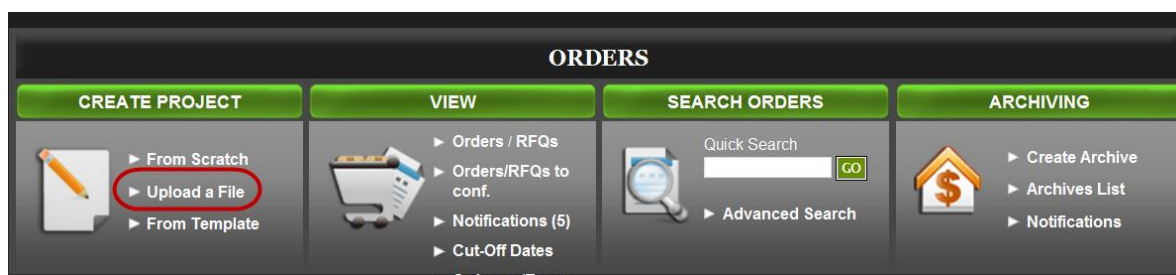 ORDERS
CREATE PROJECT
From Scratch
Upload a File
From Template
VIEW
Orders / RFQs
Orders/RFQs to
conf.
Notifications (5)
Cut-Off Dates
SEARCH ORDERS
Quick Search
GO
Advanced Search
ARCHIVING
Create Archive
Archives List
Notifications